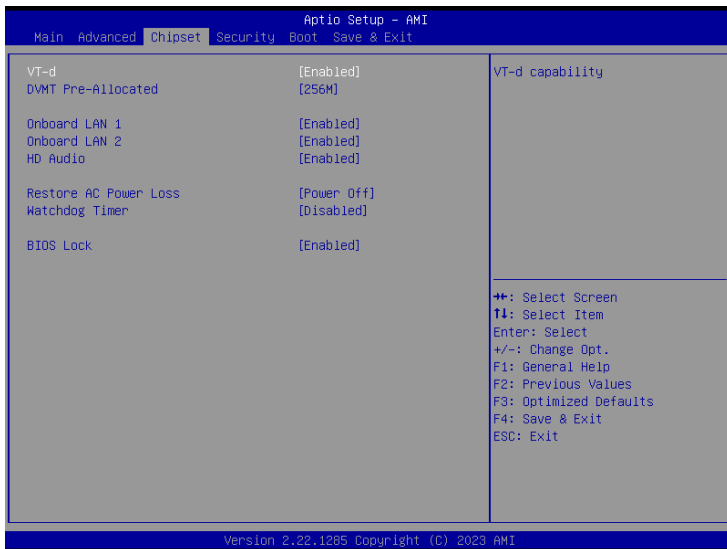 Aptio Setup – AMI
Main Advanced Chipset Security Boot Save & Exit
VT-d [Enabled]
DVMT Pre-Allocated [256M]
Onboard LAN 1 [Enabled]
Onboard LAN 2 [Enabled]
HD Audio [Enabled]
Restore AC Power Loss [Power Off]
Watchdog Timer [Disabled]
BIOS Lock [Enabled]
VT-d capability
→←: Select Screen
↑↓: Select Item
Enter: Select
+/-: Change Opt.
F1: General Help
F2: Previous Values
F3: Optimized Defaults
F4: Save & Exit
ESC: Exit
Version 2.22.1285 Copyright (C) 2023 AMI